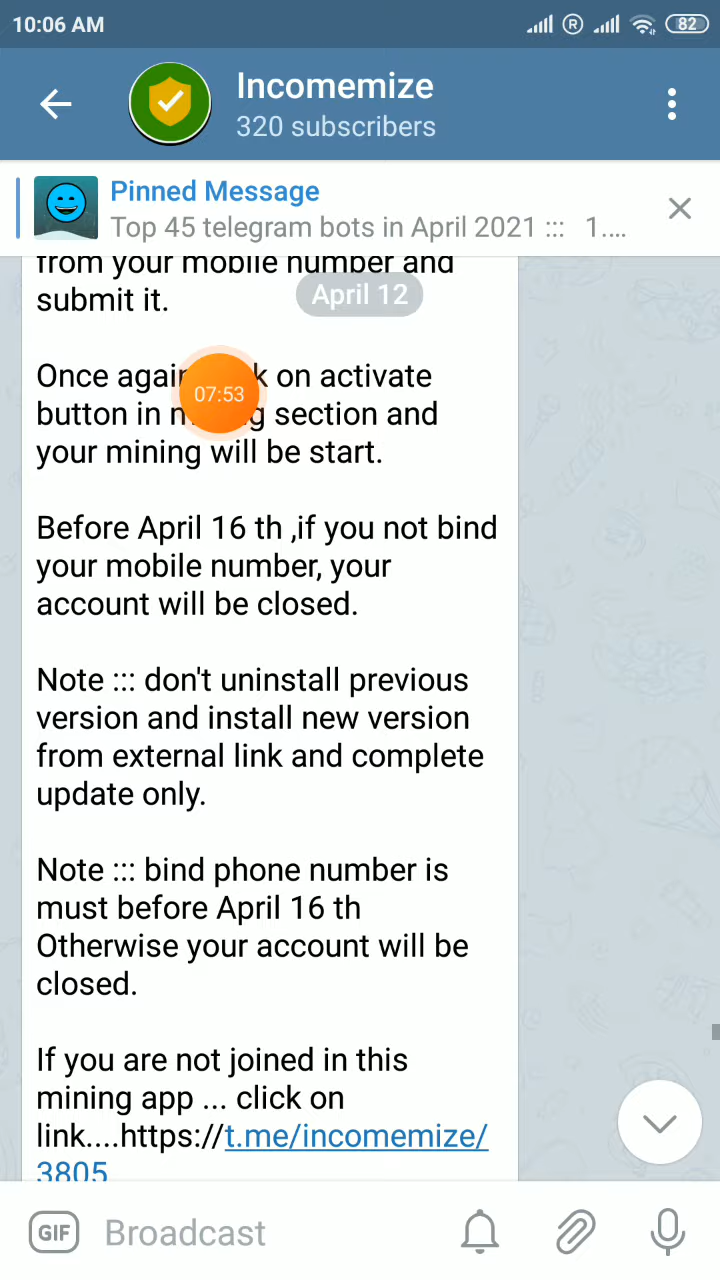 10:06 AM
R
82
Incomemize
320 subscribers
Pinned Message
Top 45 telegram bots in April 2021 ::: 1....
from your mobile number and
submit it.
April 12
Once on activate
07:53
button in section and
your mining will be start.
Before April 16 th ,if you not bind
your mobile number, your
account will be closed.
Note ::: don't uninstall previous
version and install new version
from external link and complete
update only.
Note ::: bind phone number is
must before April 16 th
Otherwise your account will be
closed.
If you are not joined in this
mining app ... click on
link....https://t.me/incomemize/
3805
GIF
Broadcast